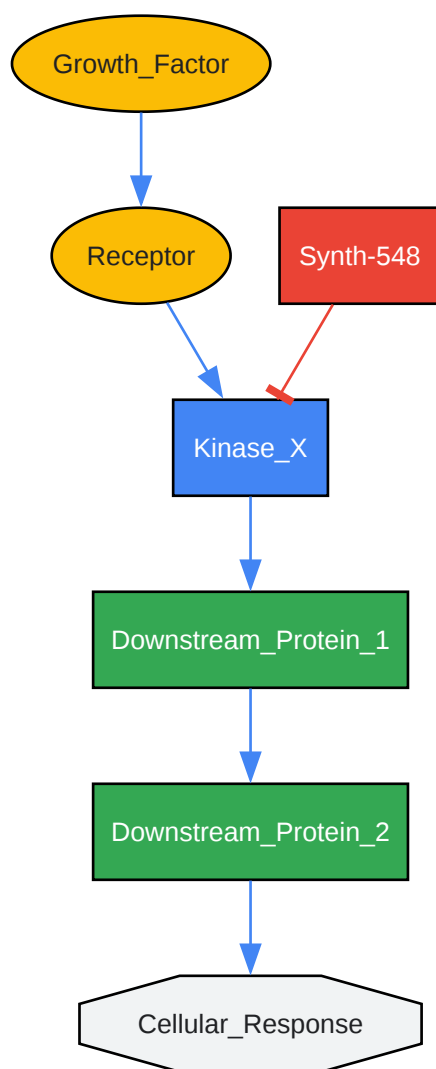 Growth_Factor
Receptor
Synth-548
Kinase_X
Downstream_Protein_1
Downstream_Protein_2
Cellular_Response